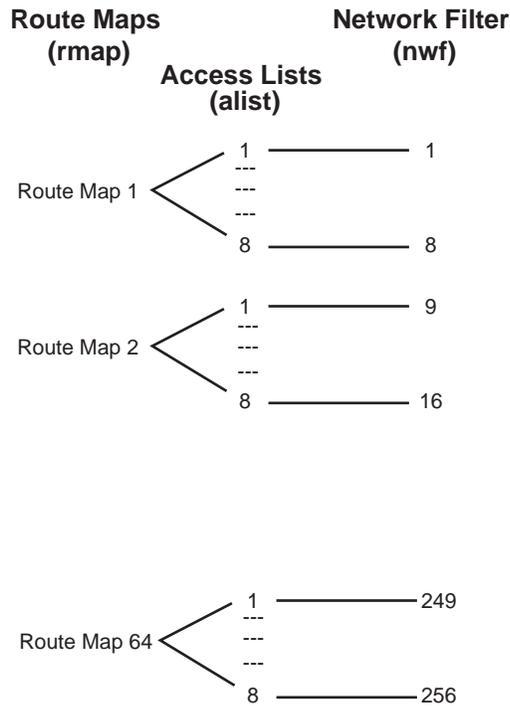 Route Maps
(rmap)
Network Filter
(nwf)
Access Lists
(alist)
1
1
---
Route Map 1
---
---
8
8
1
9
---
Route Map 2
---
---
8
16
1
249
---
Route Map 64
---
---
8
256